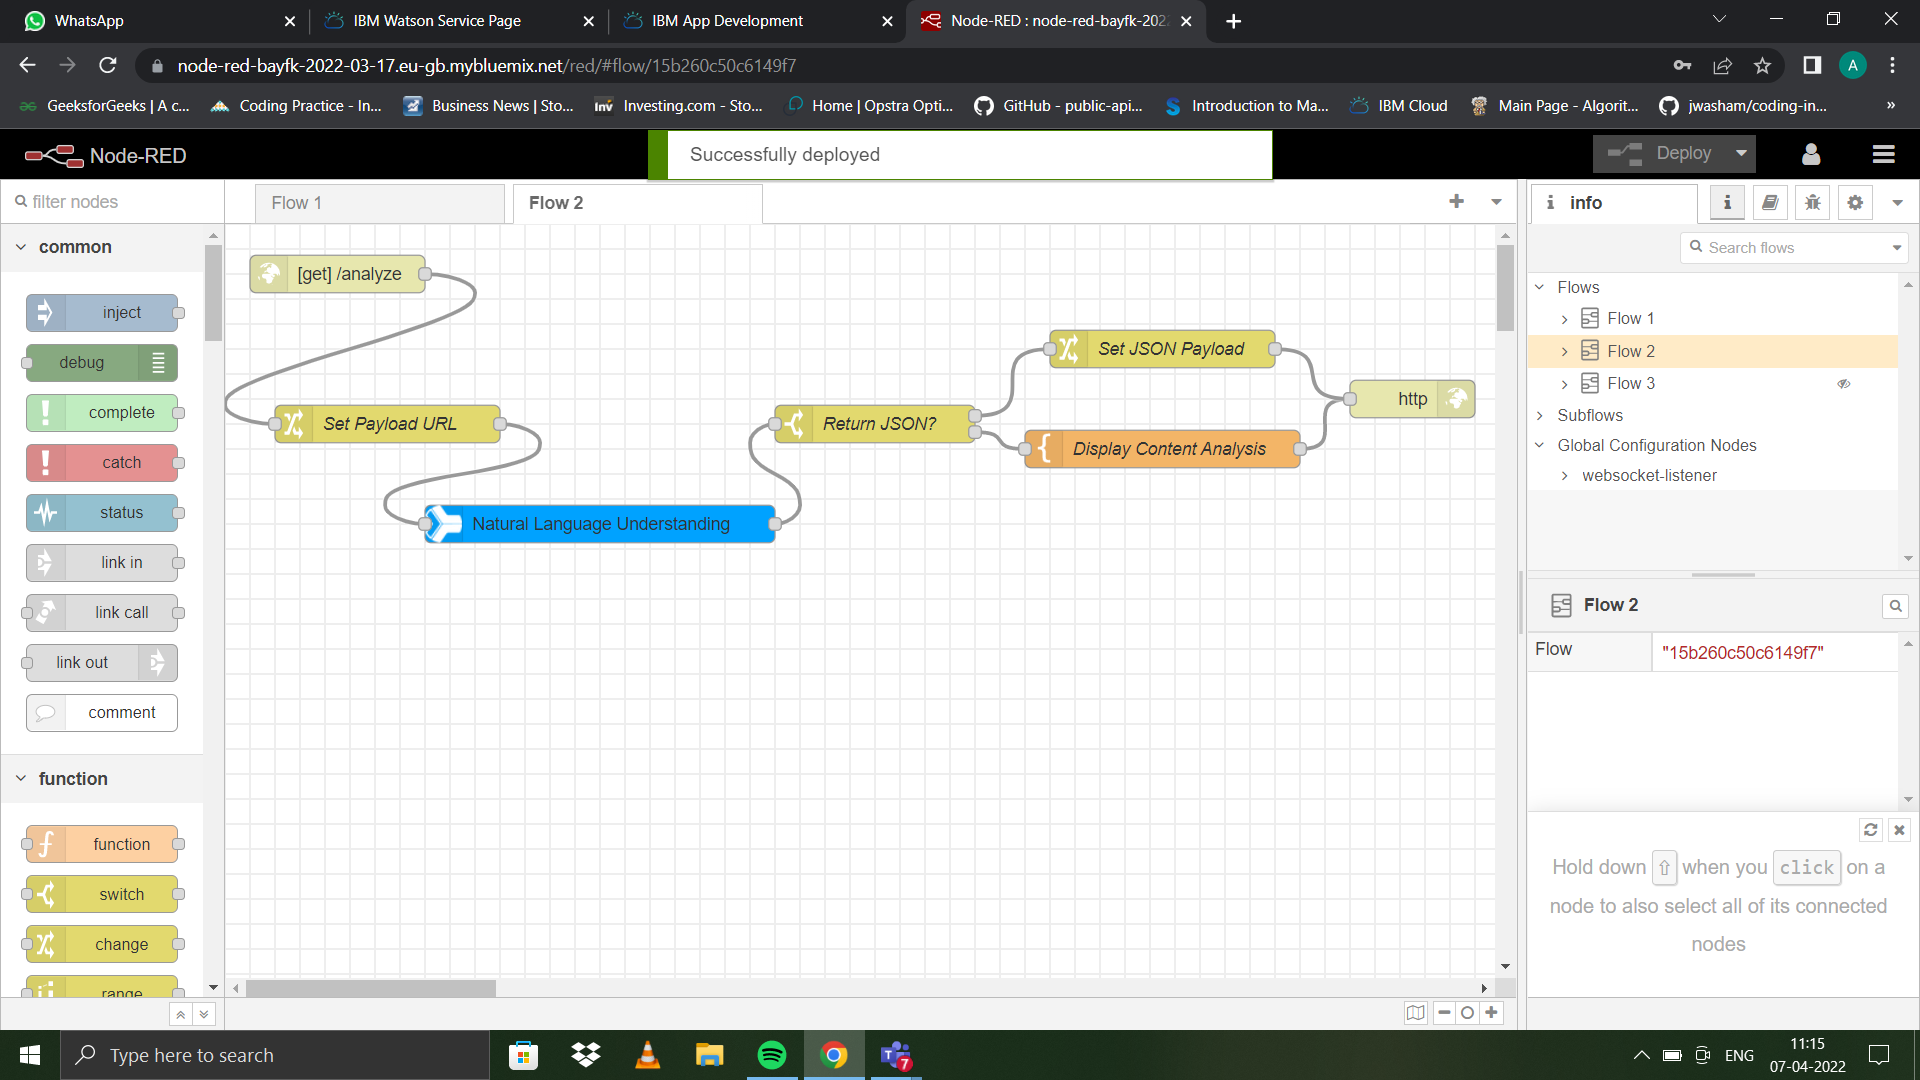 WhatsApp
IBM Watson Service Page
IBM App Development
Node-RED : node-red-bayfk-202
node-red-bayfk-2022-03-17.eu-gb.mybluemix.net/red/#flow/15b260c50c6149f7
A
GeeksforGeeks | A c...
Coding Practice - In...
Business News | Sto...
Inv
Investing.com - Sto...
Home | Opstra Opti...
GitHub - public-api...
Introduction to Ma...
IBM Cloud
Main Page - Algorit...
jwasham/coding-in...
»
Node-RED
Successfully deployed
Deploy
filter nodes
Flow 1
Flow 2
info
Search flows
common
inject
debug
complete
catch
status
link in
link call
link out
comment
function
function
switch
change
range
[get] /analyze
Set Payload URL
Natural Language Understanding
Return JSON?
Set JSON Payload
Display Content Analysis
http
Flows
Flow 1
Flow 2
Flow 3
Subflows
Global Configuration Nodes
websocket-listener
Flow 2
Flow
"15b260c50c6149f7"
Hold down ⇧ when you click on a
node to also select all of its connected
nodes
Type here to search
7
ENG
11:15
07-04-2022